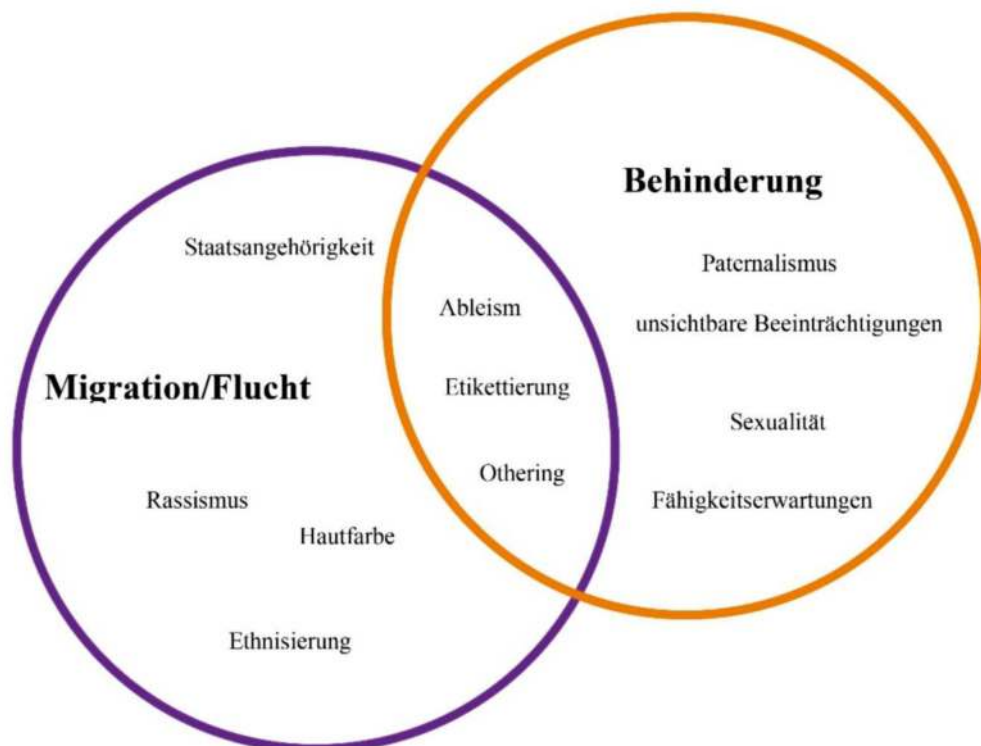 Behinderung
Staatsangehörigkeit
Paternalismus
Ableism
unsichtbare Beeinträchtigungen
Migration/Flucht
Etikettierung
Sexualität
Othering
Rassismus
Fähigkeitserwartungen
Hautfarbe
Ethnisierung